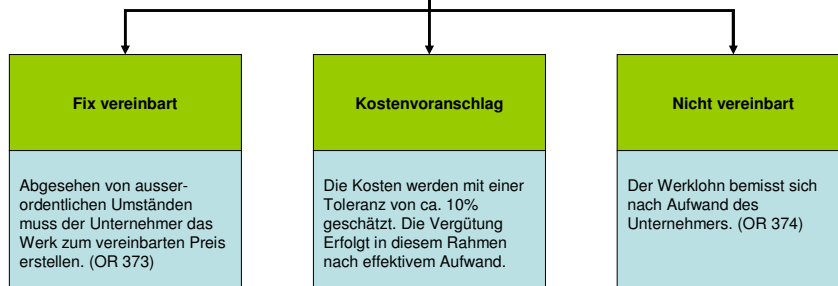 Fix vereinbart
Abgesehen von ausser-
ordentlichen Umständen
muss der Unternehmer das
Werk zum vereinbarten Preis
erstellen. (OR 373)
Kostenvoranschlag
Die Kosten werden mit einer
Toleranz von ca. 10%
geschätzt. Die Vergütung
Erfolgt in diesem Rahmen
nach effektivem Aufwand.
Nicht vereinbart
Der Werklohn bemisst sich
nach Aufwand des
Unternehmers. (OR 374)